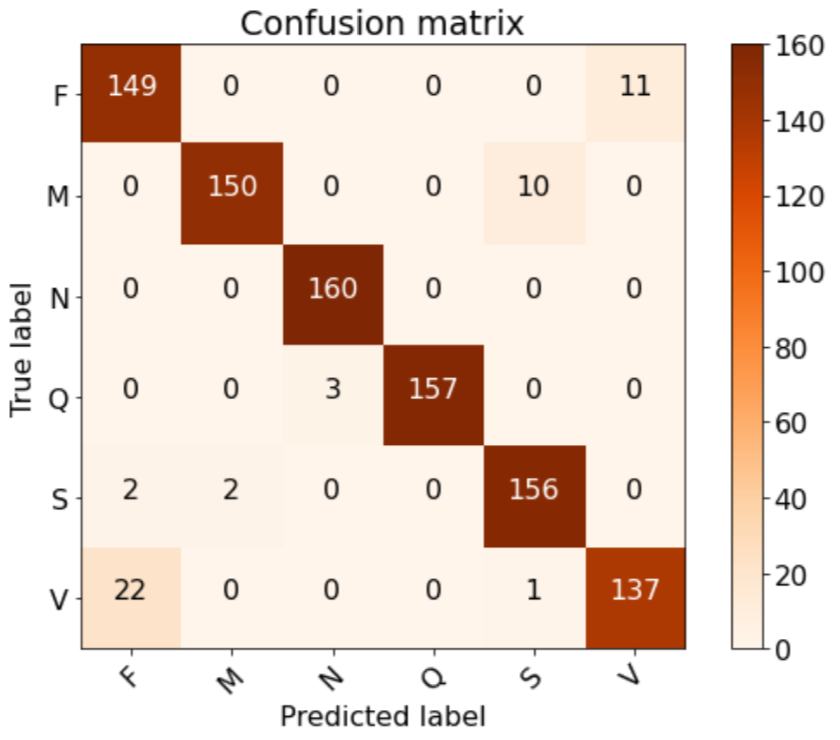 Confusion matrix
F 149 0 0 0 0 11
M 0 150 0 0 10 0
N 0 0 160 0 0 0
Q 0 0 3 157 0 0
S 2 2 0 0 156 0
V 22 0 0 0 1 137
F M N Q S V
Predicted label
True label
160
140
120
100
80
60
40
20
0